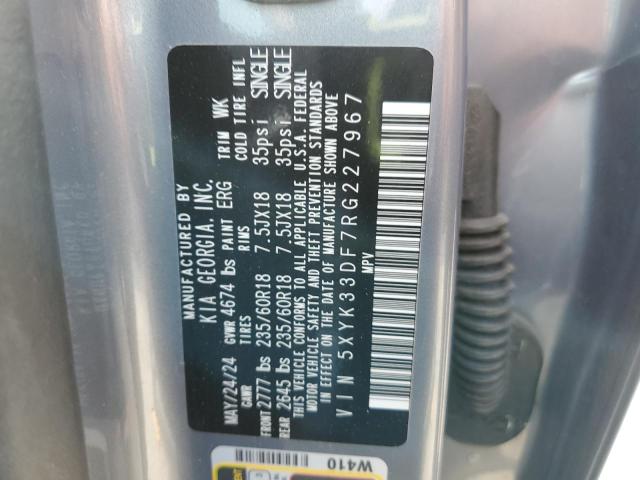 MANUFACTURED BY
KIA GEORGIA, INC.
MAY/24/24 GVWR 4674 lbs PAINT ERG TRIM WK
GAWR TIRES RIMS COLD TIRE INFL
FRONT 2777 lbs 235/60R18 7.5JX18 35psi SINGLE
REAR 2645 lbs 235/60R18 7.5JX18 35psi SINGLE
THIS VEHICLE CONFORMS TO ALL APPLICABLE U.S.A. FEDERAL
MOTOR VEHICLE SAFETY AND THEFT PREVENTION STANDARDS
IN EFFECT ON THE DATE OF MANUFACTURE SHOWN ABOVE
VIN 5XYK33DF7RG227967
MPV
W410